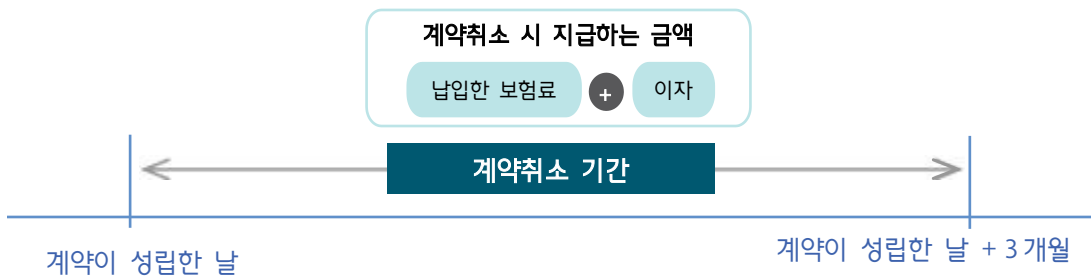 계약취소 시 지급하는 금액
납입한 보험료 + 이자
계약취소 기간
계약이 성립한 날
계약이 성립한 날 + 3개월